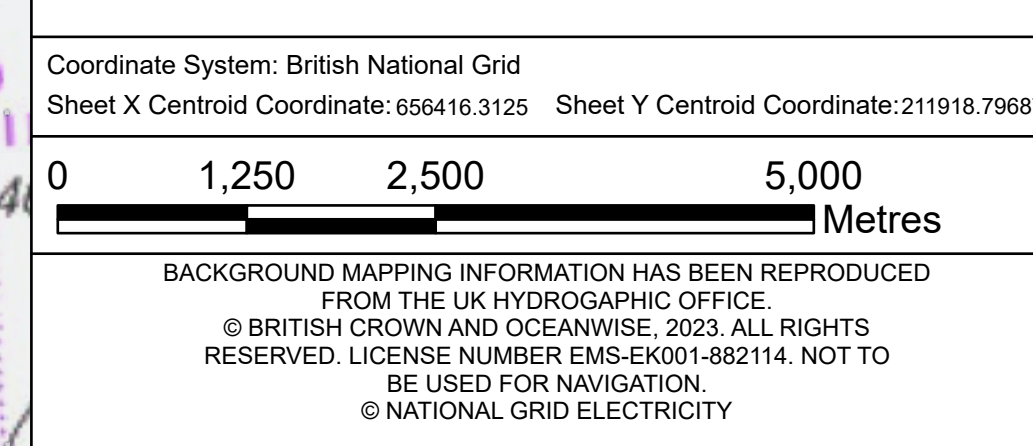 Coordinate System: British National Grid
Sheet X Centroid Coordinate: 656416.3125 Sheet Y Centroid Coordinate: 211918.7968
0 1,250 2,500 5,000
Metres
BACKGROUND MAPPING INFORMATION HAS BEEN REPRODUCED
FROM THE UK HYDROGAPHIC OFFICE.
© BRITISH CROWN AND OCEANWISE, 2023. ALL RIGHTS
RESERVED. LICENSE NUMBER EMS-EK001-882114. NOT TO
BE USED FOR NAVIGATION.
© NATIONAL GRID ELECTRICITY